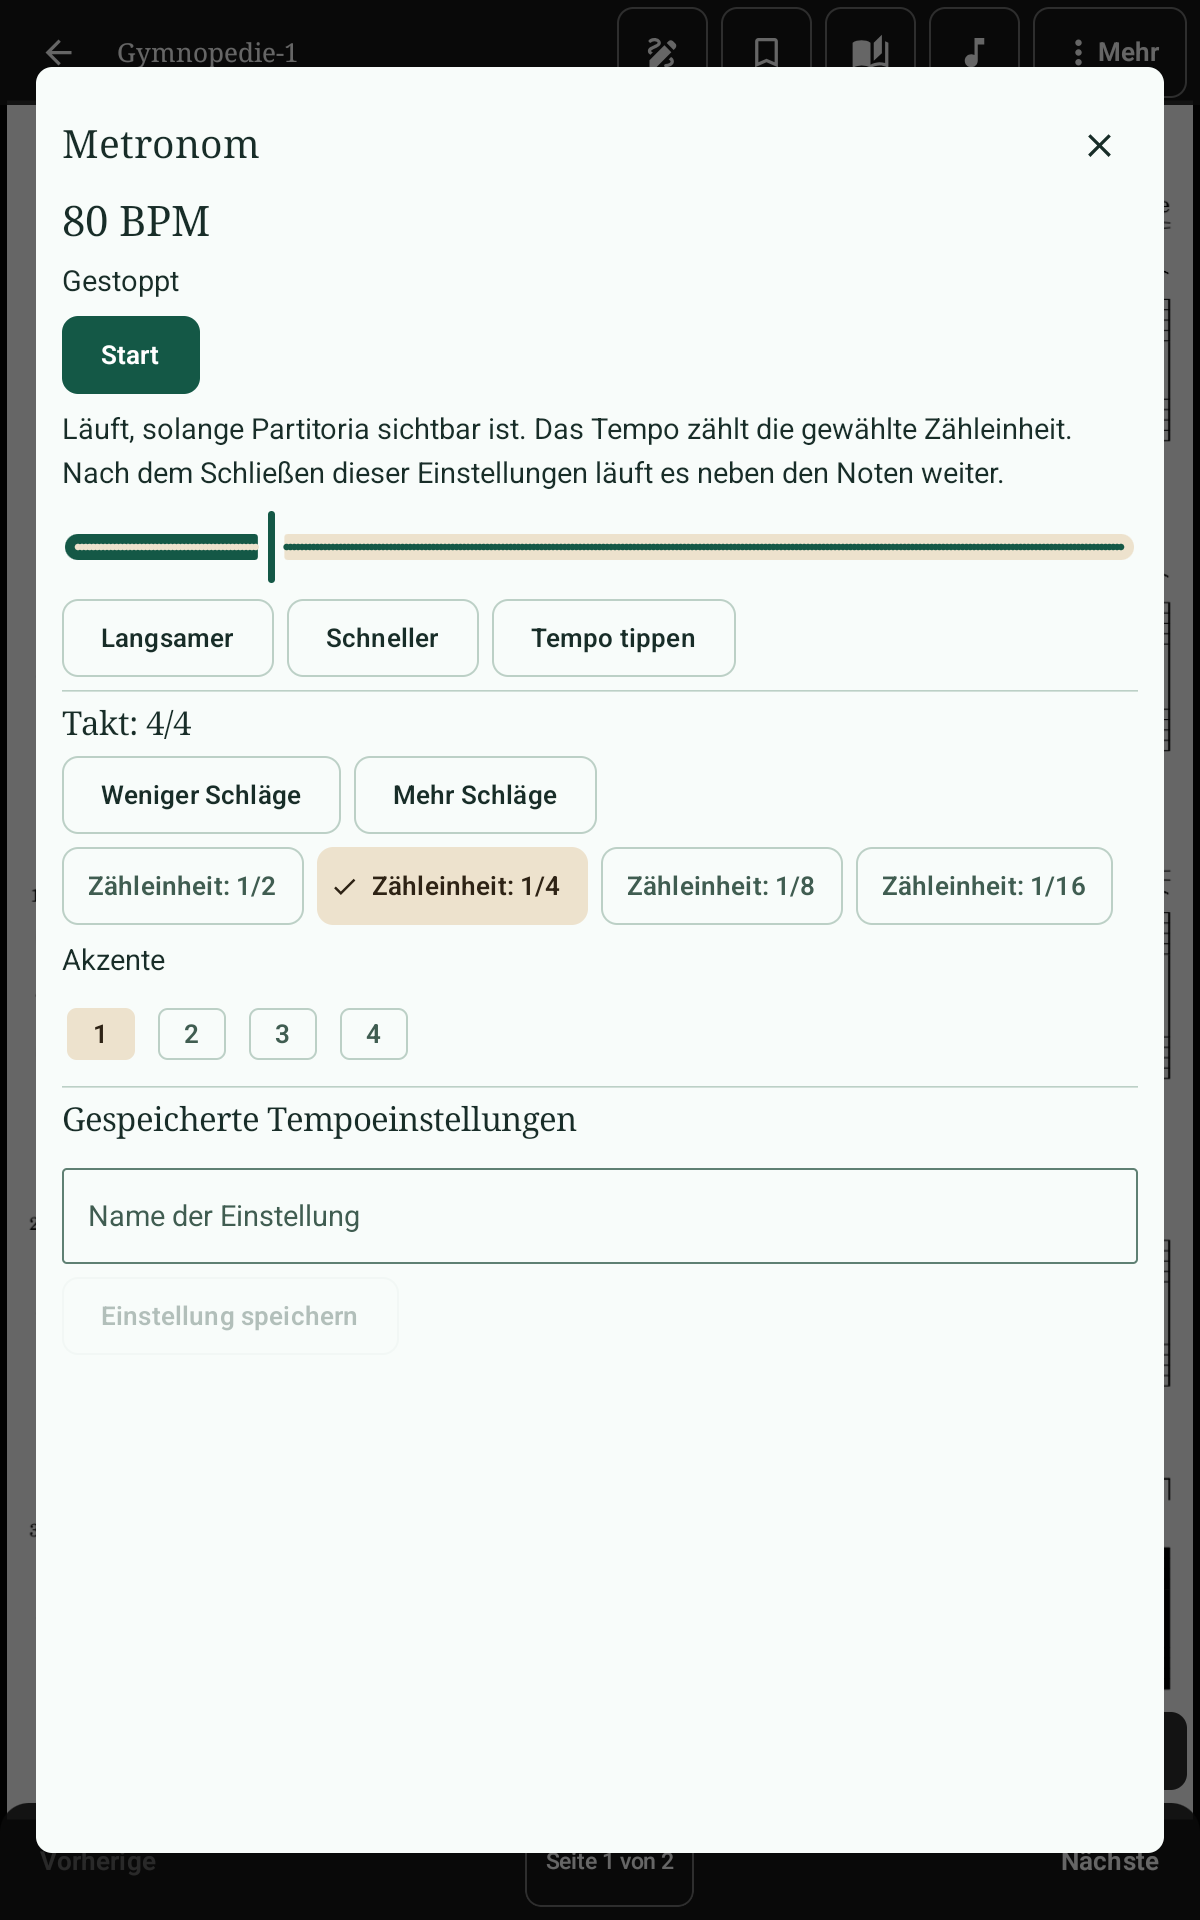 Gymnopedie-1
Mehr
Metronom
80 BPM
Gestoppt
Start
Läuft, solange Partitoria sichtbar ist. Das Tempo zählt die gewählte Zähleinheit.
Nach dem Schließen dieser Einstellungen läuft es neben den Noten weiter.
Langsamer Schneller Tempo tippen
Takt: 4/4
Weniger Schläge Mehr Schläge
Zähleinheit: 1/2 Zähleinheit: 1/4 Zähleinheit: 1/8 Zähleinheit: 1/16
Akzente
1 2 3 4
Gespeicherte Tempoeinstellungen
Name der Einstellung
Einstellung speichern
Vorherige Seite 1 von 2 Nächste